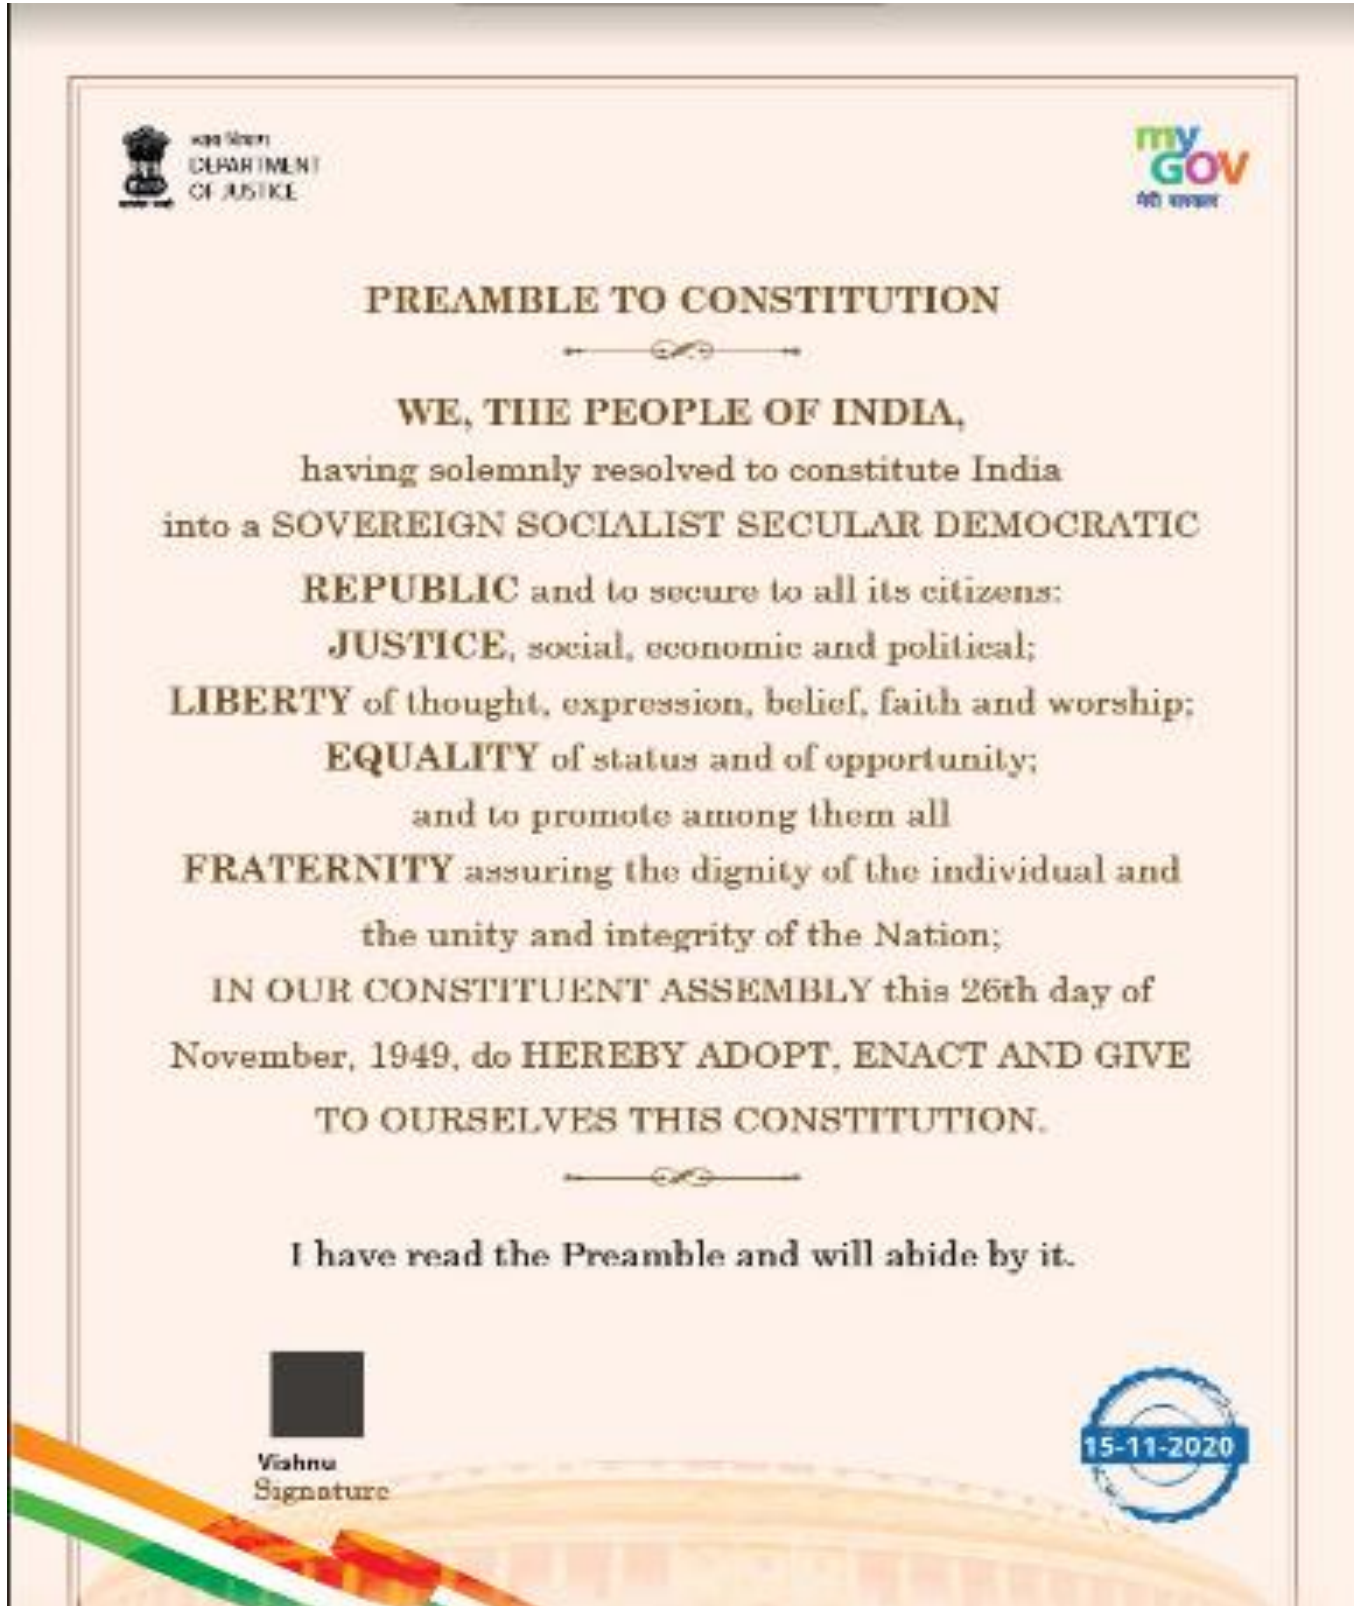 न्याय विभाग
DEPARTMENT
OF JUSTICE
my
GOV
मेरी सरकार
PREAMBLE TO CONSTITUTION
WE, THE PEOPLE OF INDIA,
having solemnly resolved to constitute India
into a SOVEREIGN SOCIALIST SECULAR DEMOCRATIC
REPUBLIC and to secure to all its citizens:
JUSTICE, social, economic and political;
LIBERTY of thought, expression, belief, faith and worship;
EQUALITY of status and of opportunity;
and to promote among them all
FRATERNITY assuring the dignity of the individual and
the unity and integrity of the Nation;
IN OUR CONSTITUENT ASSEMBLY this 26th day of
November, 1949, do HEREBY ADOPT, ENACT AND GIVE
TO OURSELVES THIS CONSTITUTION.
I have read the Preamble and will abide by it.
Vishnu
Signature
15-11-2020